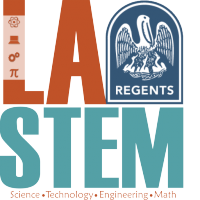 LA
REGENTS
STEM
Science • Technology • Engineering • Math